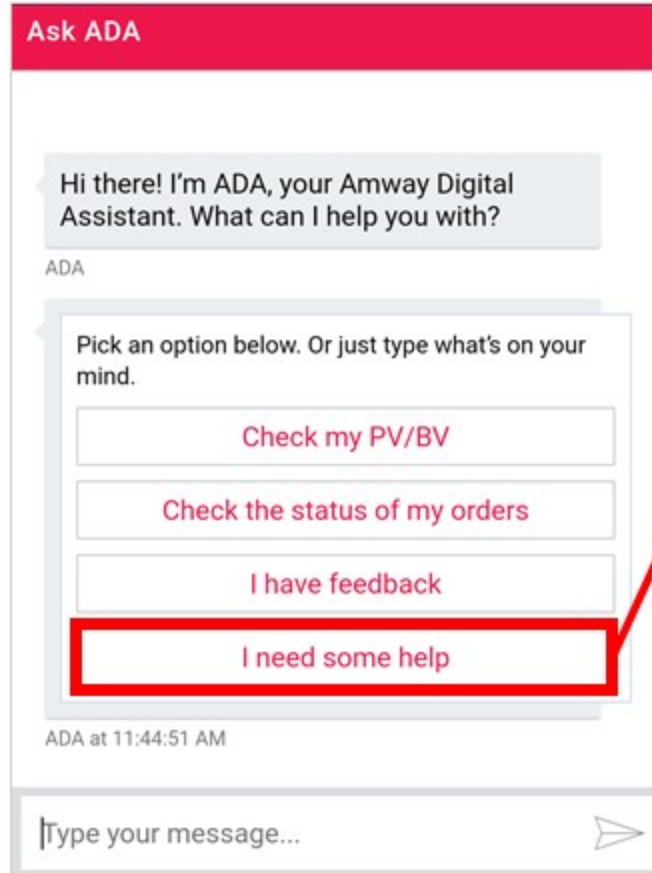 Ask ADA
Hi there! I'm ADA, your Amway Digital
Assistant. What can I help you with?
ADA
Pick an option below. Or just type what's on your
mind.
Check my PV/BV
Check the status of my orders
I have feedback
I need some help
ADA at 11:44:51 AM
Type your message...